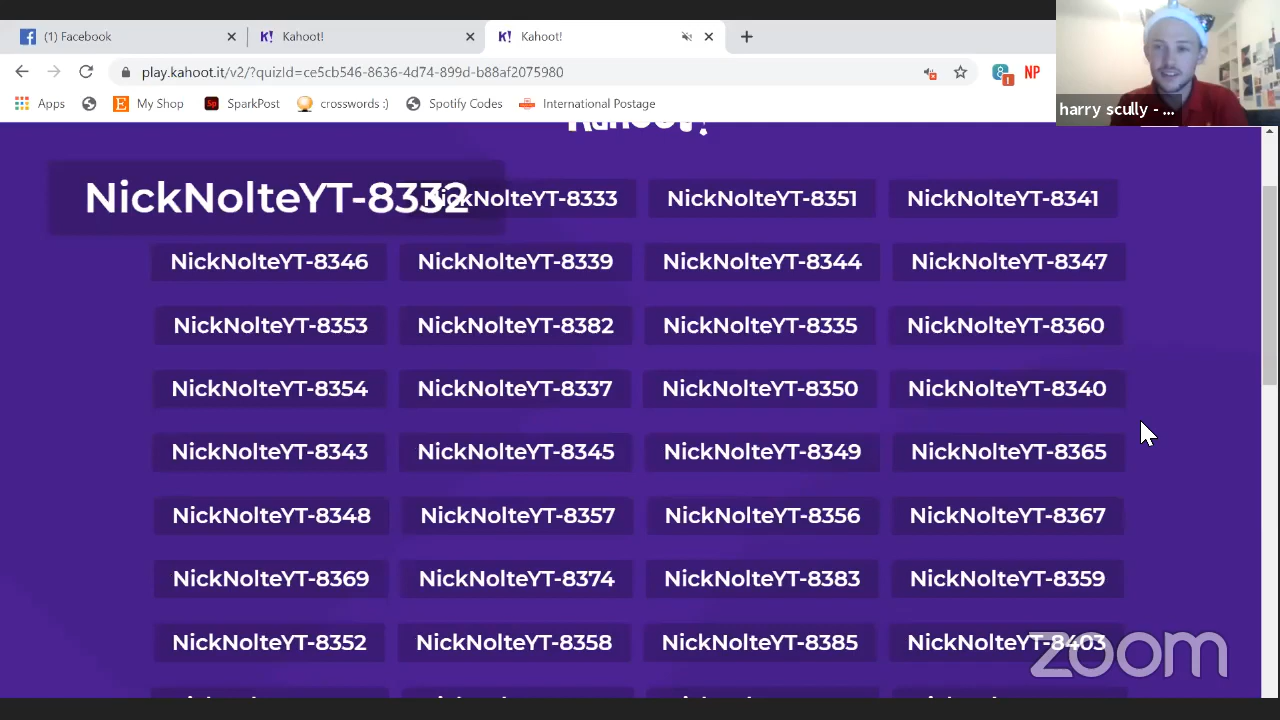 (1) Facebook Kahoot! Kahoot!
play.kahoot.it/v2/?quizId=ce5cb546-8636-4d74-899d-b88af2075980
Apps My Shop SparkPost crosswords :) Spotify Codes International Postage
NP
harry scully - ...
Kahoot!
NickNolteYT-8332 NickNolteYT-8333 NickNolteYT-8351 NickNolteYT-8341
NickNolteYT-8346 NickNolteYT-8339 NickNolteYT-8344 NickNolteYT-8347
NickNolteYT-8353 NickNolteYT-8382 NickNolteYT-8335 NickNolteYT-8360
NickNolteYT-8354 NickNolteYT-8337 NickNolteYT-8350 NickNolteYT-8340
NickNolteYT-8343 NickNolteYT-8345 NickNolteYT-8349 NickNolteYT-8365
NickNolteYT-8348 NickNolteYT-8357 NickNolteYT-8356 NickNolteYT-8367
NickNolteYT-8369 NickNolteYT-8374 NickNolteYT-8383 NickNolteYT-8359
NickNolteYT-8352 NickNolteYT-8358 NickNolteYT-8385 NickNolteYT-8403
zoom